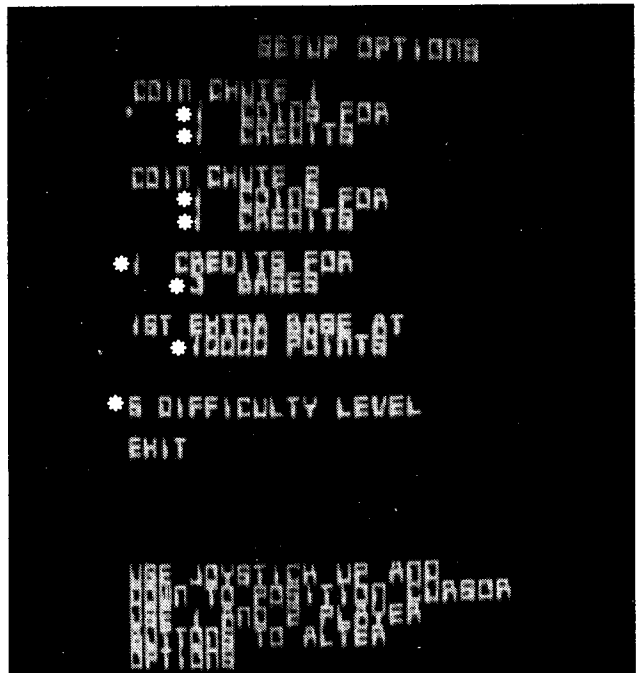 SETUP OPTIONS
COIN CHUTE 1
*1 COINS FOR
*1 CREDITS
COIN CHUTE 2
*1 COINS FOR
*1 CREDITS
*1 CREDITS FOR
*3 BASES
1ST EXTRA BASE AT
*10000 POINTS
*5 DIFFICULTY LEVEL
EXIT
USE JOYSTICK UP AND
DOWN TO POSITION CURSOR
USE 1 AND 2 PLAYER
BUTTONS TO ALTER
OPTIONS